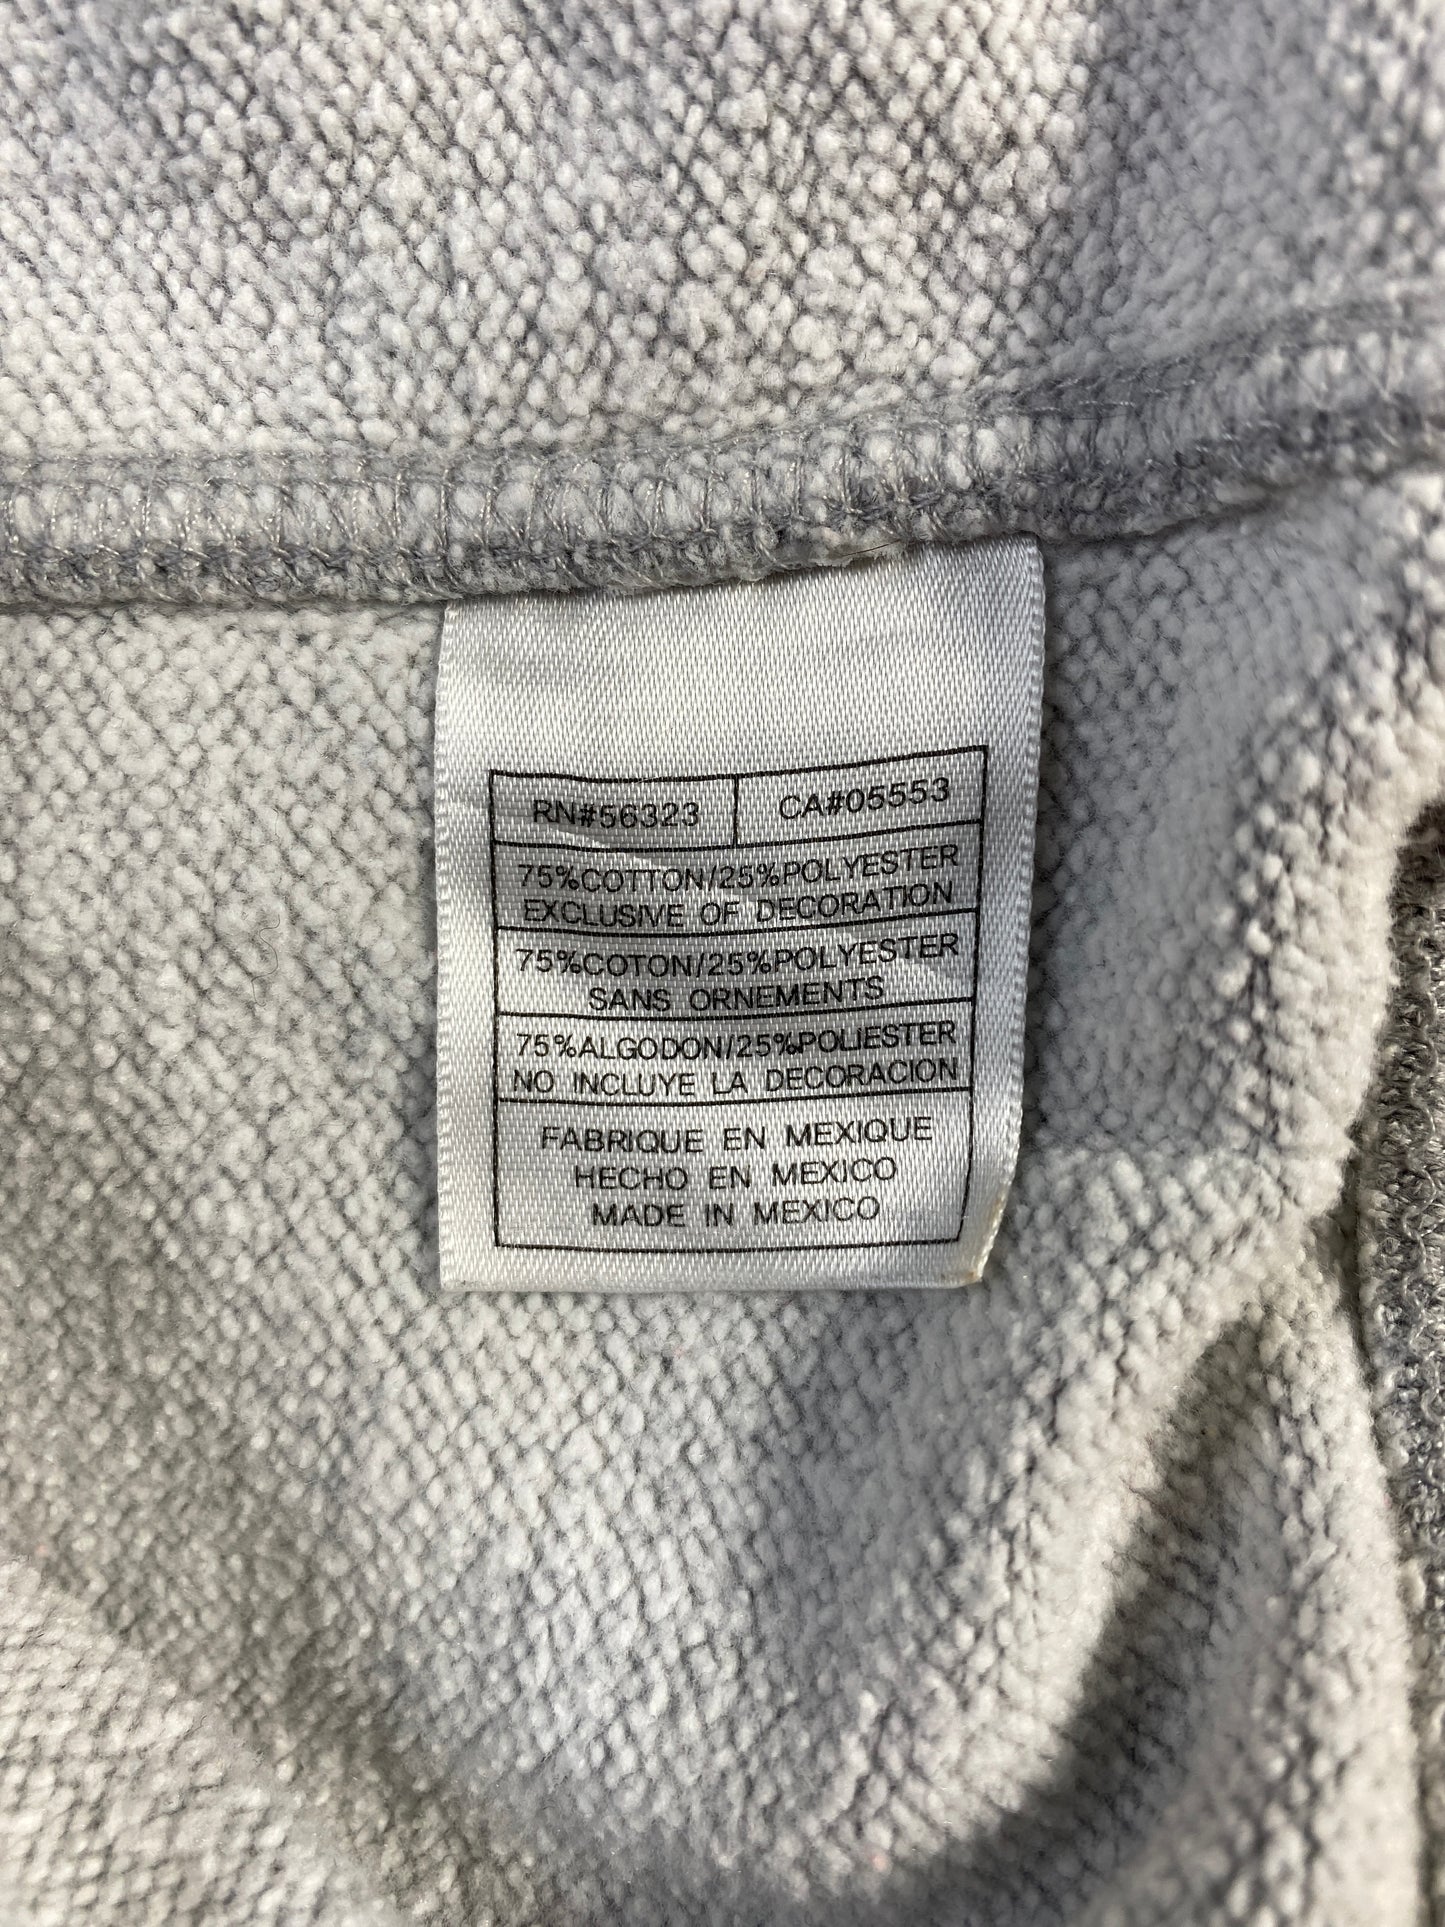 RN#56323 CA#05553
75%COTTON/25%POLYESTER
EXCLUSIVE OF DECORATION
75%COTON/25%POLYESTER
SANS ORNEMENTS
75%ALGODON/25%POLIESTER
NO INCLUYE LA DECORACION
FABRIQUE EN MEXIQUE
HECHO EN MEXICO
MADE IN MEXICO